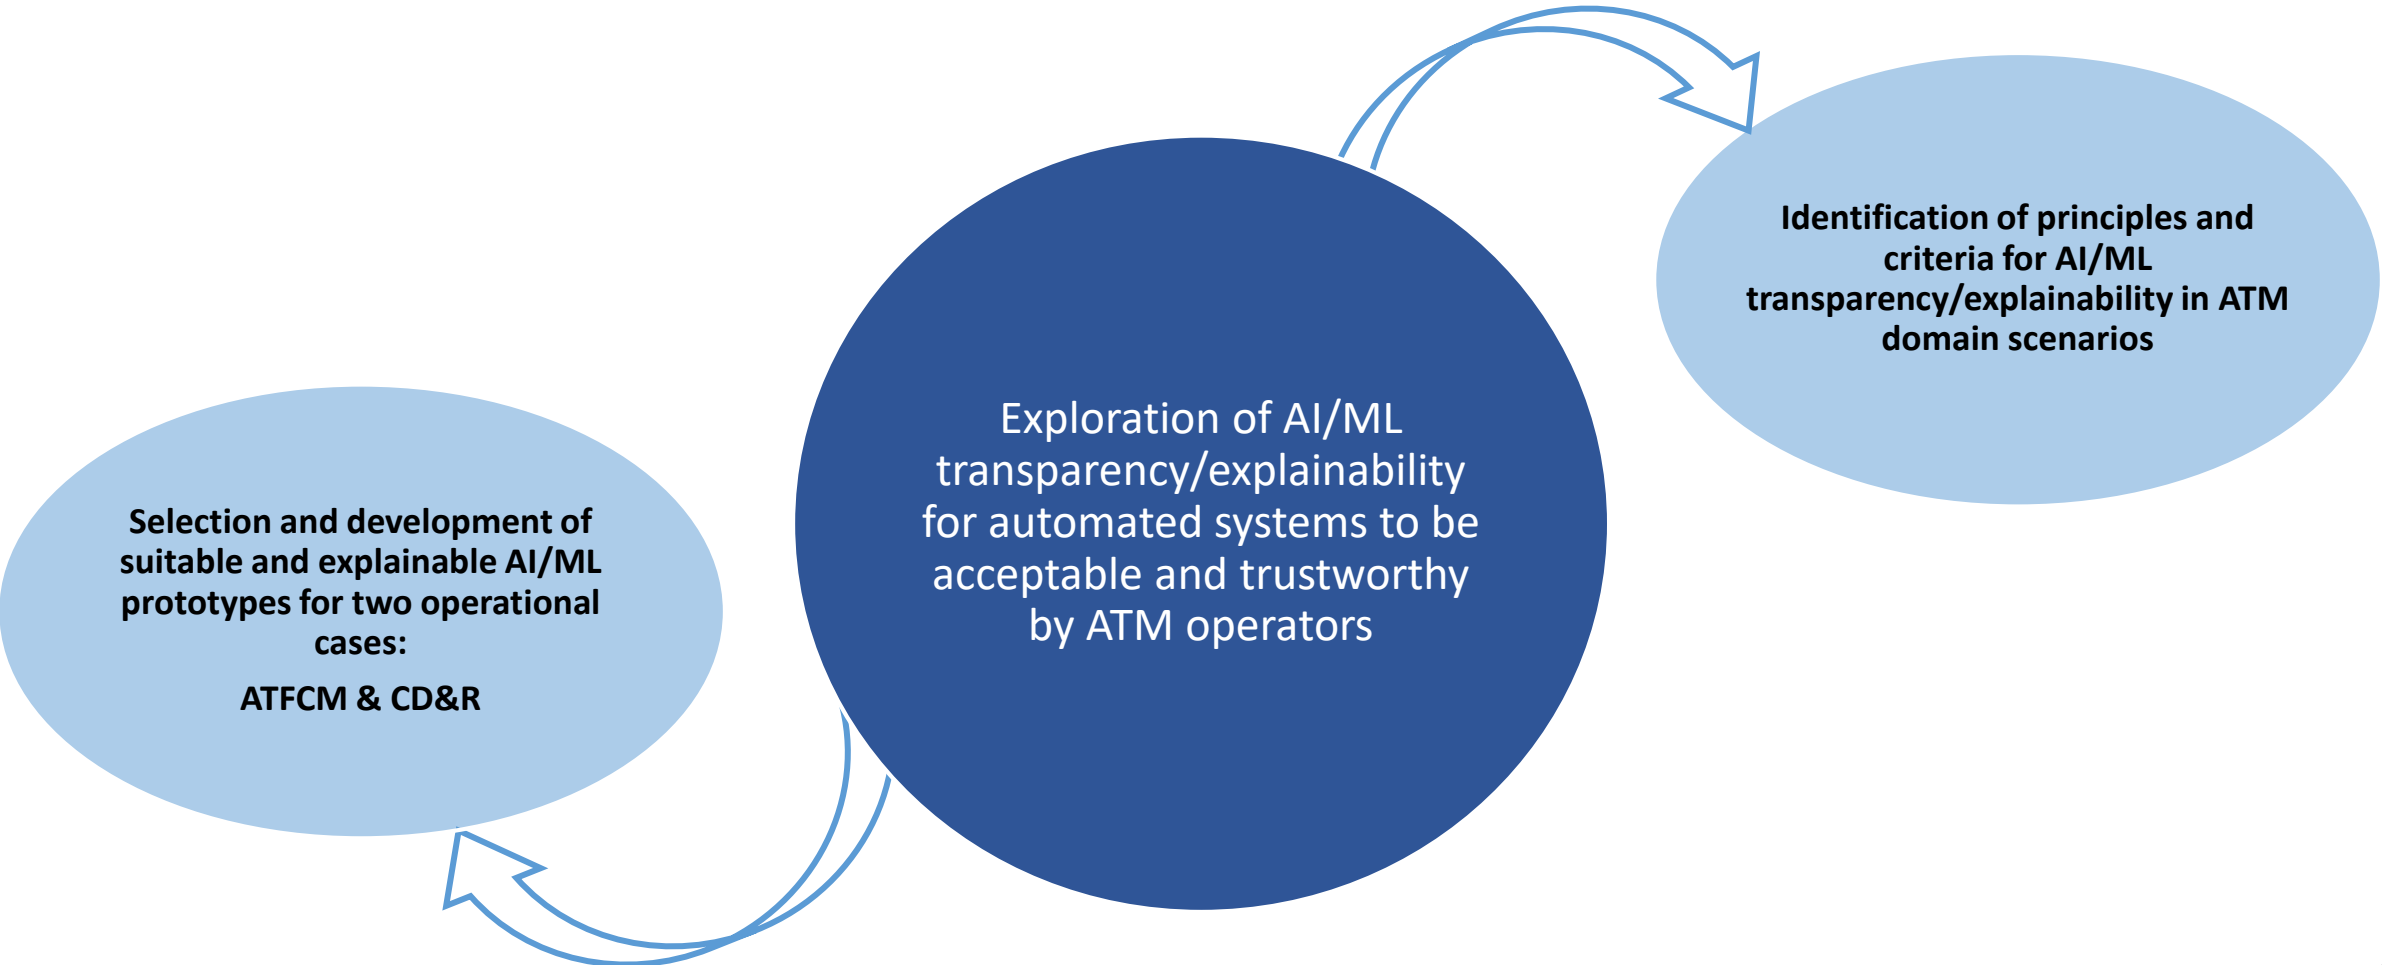 Selection and development of
suitable and explainable AI/ML
prototypes for two operational
cases:
ATFCM & CD&R
Exploration of AI/ML
transparency/explainability
for automated systems to be
acceptable and trustworthy
by ATM operators
Identification of principles and
criteria for AI/ML
transparency/explainability in ATM
domain scenarios